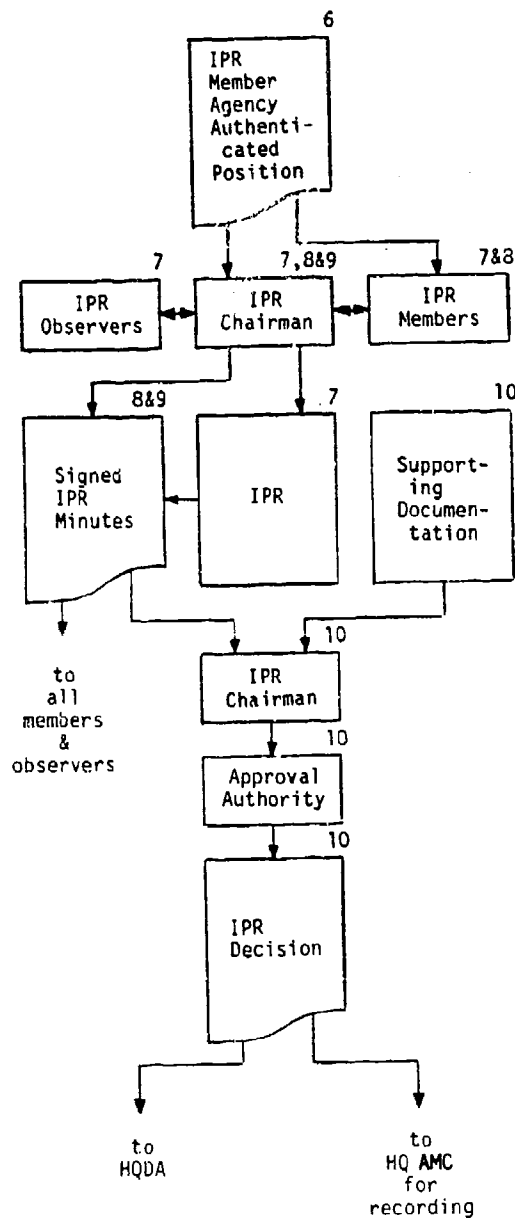 6
IPR
Member
Agency
Authenti-
cated
Position
7
IPR
Observers
7,8&9
IPR
Chairman
7&8
IPR
Members
8&9
Signed
IPR
Minutes
7
IPR
10
Support-
ing
Documen-
tation
to
all
members
&
observers
10
IPR
Chairman
10
Approval
Authority
10
IPR
Decision
to
HQDA
to
HQ AMC
for
recording